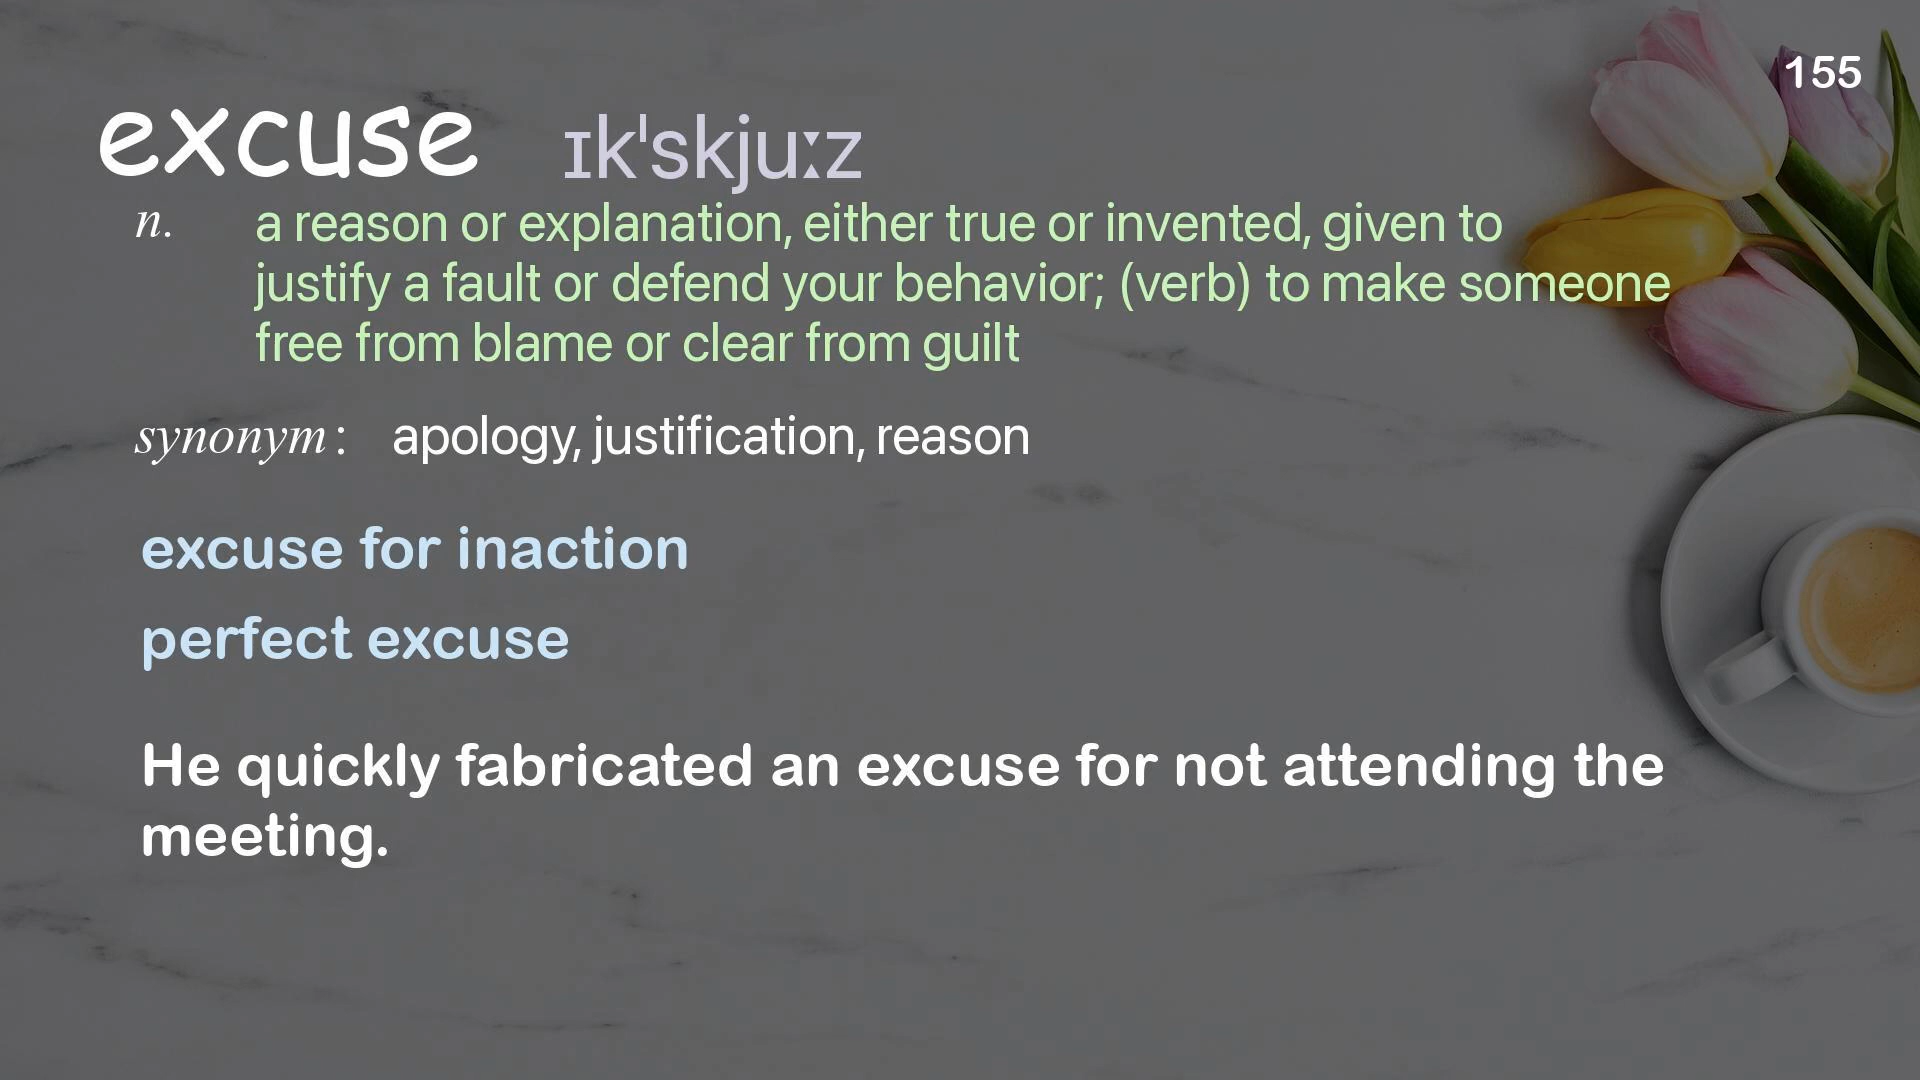 155
excuse ɪkˈskjuːz
n. a reason or explanation, either true or invented, given to
justify a fault or defend your behavior; (verb) to make someone
free from blame or clear from guilt
synonym: apology, justification, reason
excuse for inaction
perfect excuse
He quickly fabricated an excuse for not attending the
meeting.